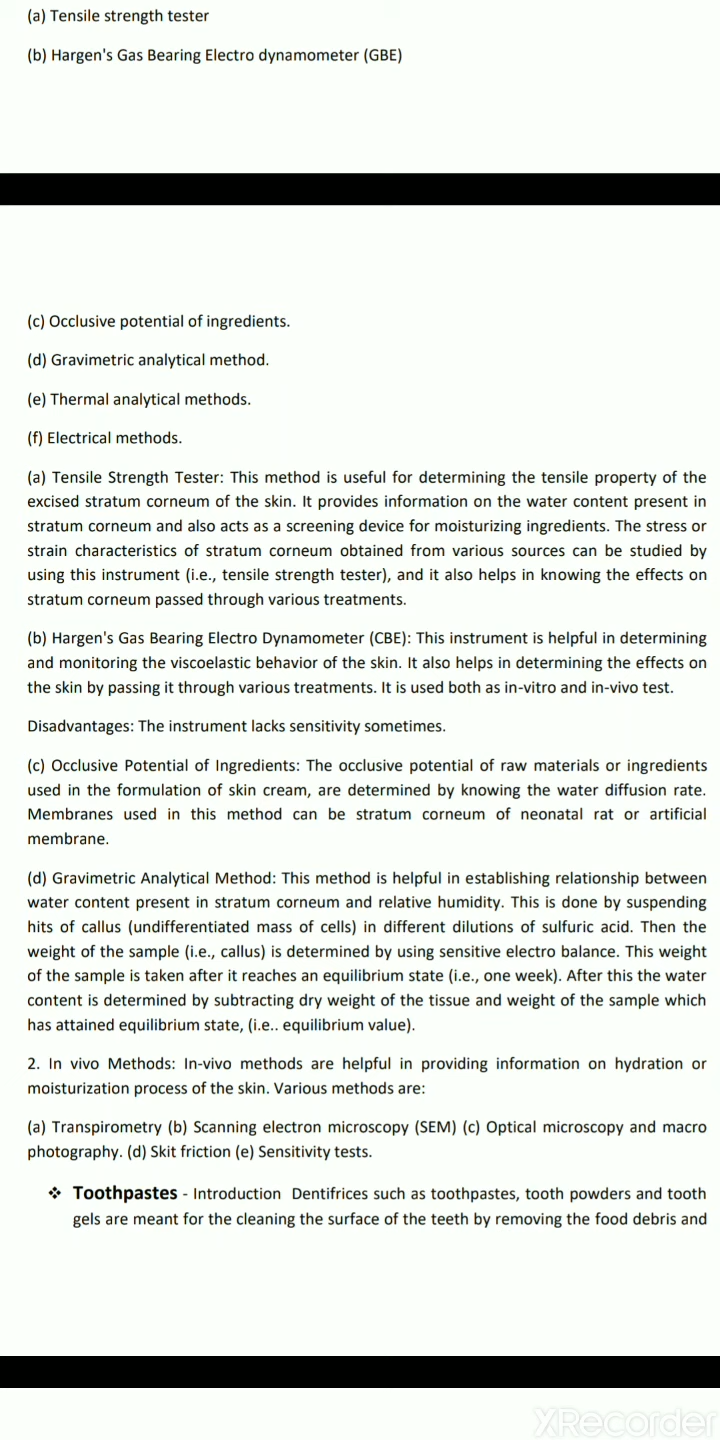 (a) Tensile strength tester
(b) Hargen's Gas Bearing Electro dynamometer (GBE)
(c) Occlusive potential of ingredients.
(d) Gravimetric analytical method.
(e) Thermal analytical methods.
(f) Electrical methods.
(a) Tensile Strength Tester: This method is useful for determining the tensile property of the
excised stratum corneum of the skin. It provides information on the water content present in
stratum corneum and also acts as a screening device for moisturizing ingredients. The stress or
strain characteristics of stratum corneum obtained from various sources can be studied by
using this instrument (i.e., tensile strength tester), and it also helps in knowing the effects on
stratum corneum passed through various treatments.
(b) Hargen's Gas Bearing Electro Dynamometer (CBE): This instrument is helpful in determining
and monitoring the viscoelastic behavior of the skin. It also helps in determining the effects on
the skin by passing it through various treatments. It is used both as in-vitro and in-vivo test.
Disadvantages: The instrument lacks sensitivity sometimes.
(c) Occlusive Potential of Ingredients: The occlusive potential of raw materials or ingredients
used in the formulation of skin cream, are determined by knowing the water diffusion rate.
Membranes used in this method can be stratum corneum of neonatal rat or artificial
membrane.
(d) Gravimetric Analytical Method: This method is helpful in establishing relationship between
water content present in stratum corneum and relative humidity. This is done by suspending
hits of callus (undifferentiated mass of cells) in different dilutions of sulfuric acid. Then the
weight of the sample (i.e., callus) is determined by using sensitive electro balance. This weight
of the sample is taken after it reaches an equilibrium state (i.e., one week). After this the water
content is determined by subtracting dry weight of the tissue and weight of the sample which
has attained equilibrium state, (i.e.. equilibrium value).
2. In vivo Methods: In-vivo methods are helpful in providing information on hydration or
moisturization process of the skin. Various methods are:
(a) Transpirometry (b) Scanning electron microscopy (SEM) (c) Optical microscopy and macro
photography. (d) Skit friction (e) Sensitivity tests.
❖ Toothpastes - Introduction Dentifrices such as toothpastes, tooth powders and tooth
gels are meant for the cleaning the surface of the teeth by removing the food debris and
XRecorder